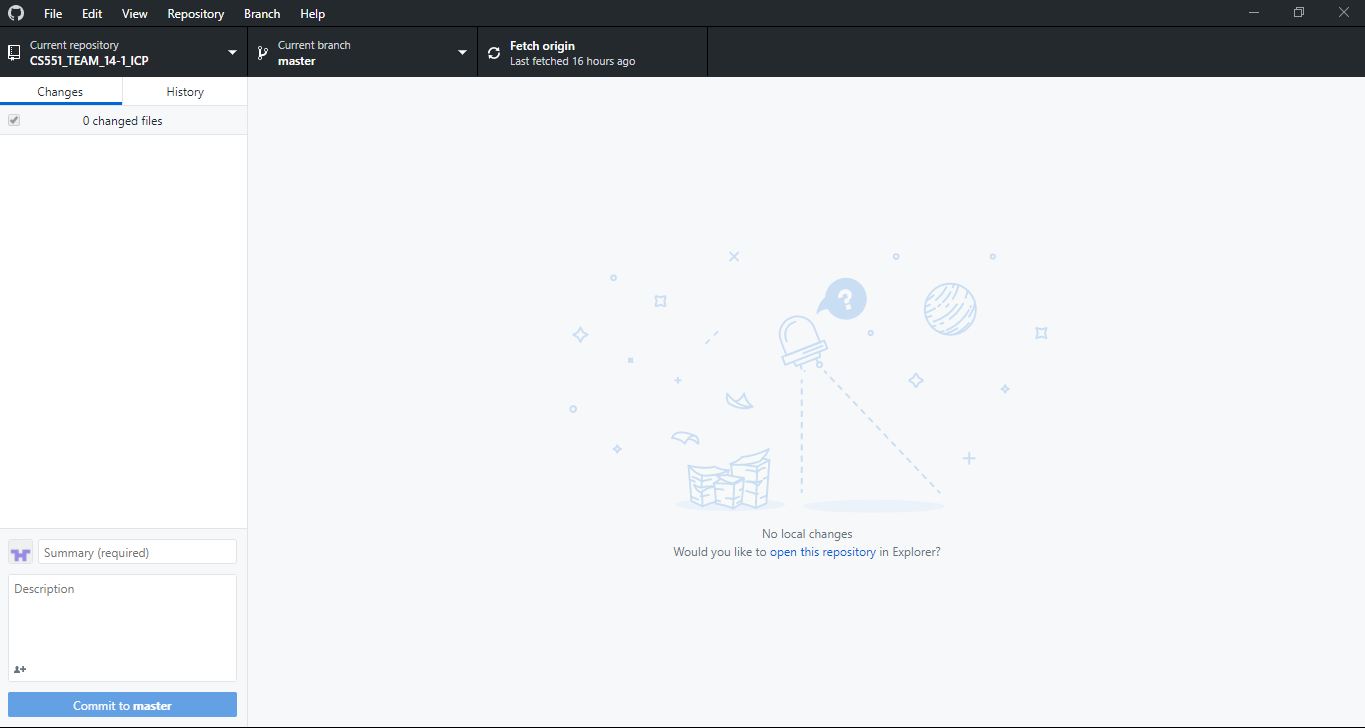 File Edit View Repository Branch Help
Current repository
CS551_TEAM_14-1_ICP
Current branch
master
Fetch origin
Last fetched 16 hours ago
Changes
History
0 changed files
?
No local changes
Would you like to open this repository in Explorer?
Summary (required)
Description
Commit to master